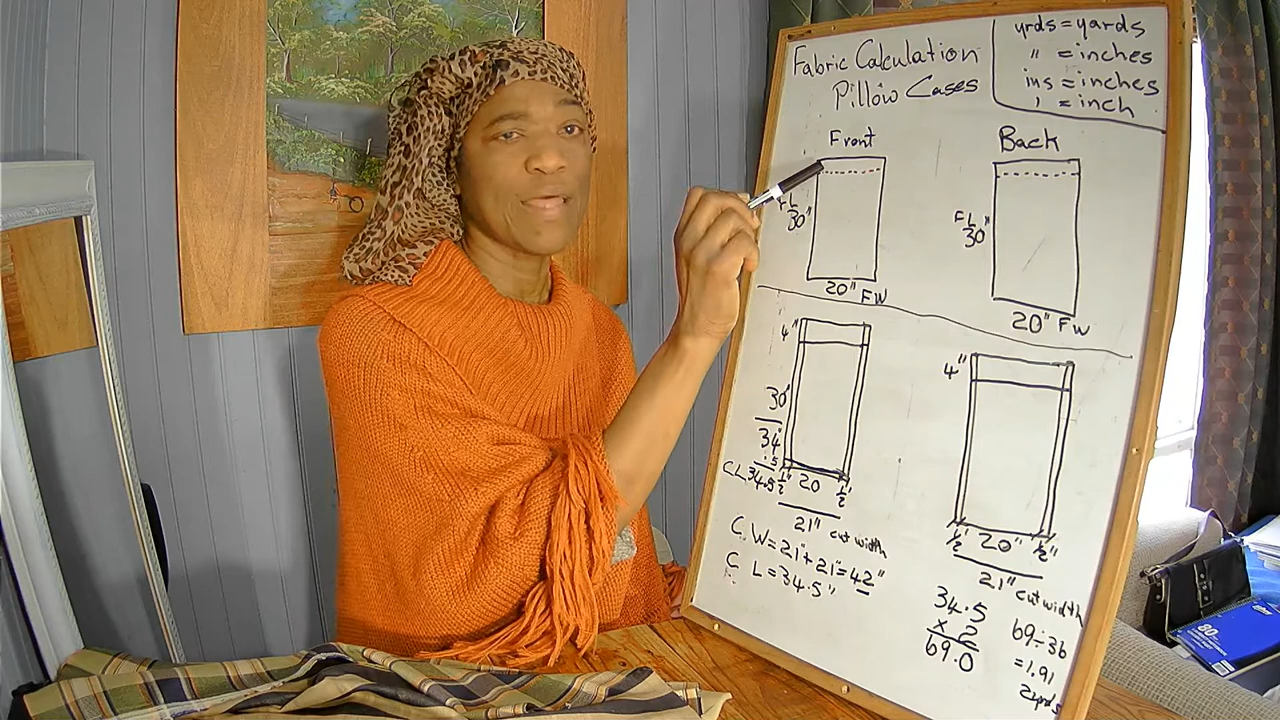 Fabric Calculation
Pillow Cases
yrds = yards
" = inches
ins = inches
' = inch
Front
Back
FL
30"
20" FW
FL
30"
20" FW
4"
30"
34"
.5
CL 34.5
1/2" 20 1/2"
21" cut width
C. W = 21" + 21" = 42"
C L = 34.5"
4"
1/2" 20" 1/2"
21" cut width
34.5
x 2
69.0
69 ÷ 36
= 1.91
2 yrds
80